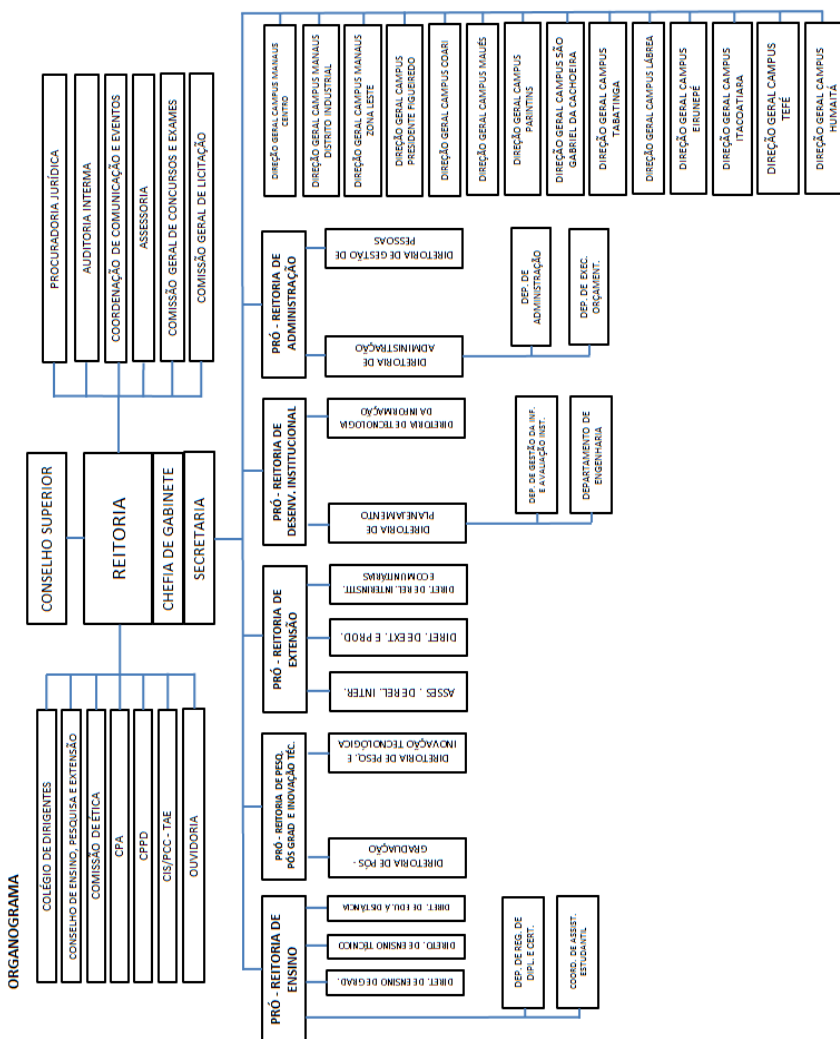 ORGANOGRAMA
CONSELHO SUPERIOR
REITORIA
CHEFIA DE GABINETE
SECRETARIA
COLÉGIO DE DIRIGENTES
CONSELHO DE ENSINO, PESQUISA E EXTENSÃO
COMISSÃO DE ÉTICA
CPA
CPPD
CIS/PCC - TAE
OUVIDORIA
PROCURADORIA JURÍDICA
AUDITORIA INTERMA
COORDENAÇÃO DE COMUNICAÇÃO E EVENTOS
ASSESSORIA
COMISSÃO GERAL DE CONCURSOS E EXAMES
COMISSÃO GERAL DE LICITAÇÃO
PRÓ - REITORIA DE
ENSINO
DIRET. DE ENSINO DE GRAD.
DIRETO. DE ENSINO TÉCNICO
DIRET. DE EDU. Á DISTÂNCIA
DEP. DE REG. DE
DIPL. E CERT.
COORD. DE ASSIST.
ESTUDANTIL
PRÓ - REITORIA DE PESQ,
PÓS GRAD E INOVAÇÃO TÉC.
DIRETORIA DE PÓS -
GRADUAÇÃO
DIRETORIA DE PESQ. E
INOVAÇÃO TECNOLÓGICA
PRÓ - REITORIA DE
EXTENSÃO
ASSES . DE REL. INTER.
DIRET. DE EXT. E PROD.
DIRET. DE REL. INTERINSTIT.
E COMUNITÁRIAS
PRÓ - REITORIA DE
DESENV. INSTITUCIONAL
DIRETORIA DE
PLANEJAMENTO
DIRETORIA DE TECNOLOGIA
DA INFORMAÇÃO
DEP. DE GESTÃO DA INF.
E AVALIAÇÃO INST.
DEPARTAMENTO DE
ENGENHARIA
PRÓ - REITORIA DE
ADMINISTRAÇÃO
DIRETORIA DE
ADMINISTRAÇÃO
DIRETORIA DE GESTÃO DE
PESSOAS
DEP. DE
ADMINISTRAÇÃO
DEP. DE EXEC.
ORÇAMENT.
DIREÇÃO GERAL CAMPUS MANAUS
CENTRO
DIREÇÃO GERAL CAMPUS MANAUS
DISTRITO INDUSTRIAL
DIREÇÃO GERAL CAMPUS MANAUS
ZONA LESTE
DIREÇÃO GERAL CAMPUS
PRESIDENTE FIGUEIREDO
DIREÇÃO GERAL CAMPUS COARI
DIREÇÃO GERAL CAMPUS MAUÉS
DIREÇÃO GERAL CAMPUS
PARINTINS
DIREÇÃO GERAL CAMPUS SÃO
GABRIEL DA CACHOEIRA
DIREÇÃO GERAL CAMPUS
TABATINGA
DIREÇÃO GERAL CAMPUS LÁBREA
DIREÇÃO GERAL CAMPUS
EIRUNEPÉ
DIREÇÃO GERAL CAMPUS
ITACOATIARA
DIREÇÃO GERAL CAMPUS
TEFÉ
DIREÇÃO GERAL CAMPUS
HUMAITÁ